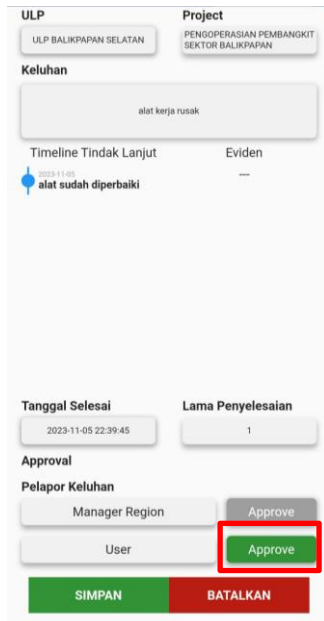 ULP Project
ULP BALIKPAPAN SELATAN
PENGOPERASIAN PEMBANGKIT
SEKTOR BALIKPAPAN
Keluhan
alat kerja rusak
Timeline Tindak Lanjut Eviden
2023-11-05
alat sudah diperbaiki
---
Tanggal Selesai Lama Penyelesaian
2023-11-05 22:39:45 1
Approval
Pelapor Keluhan
Manager Region Approve
User Approve
SIMPAN BATALKAN